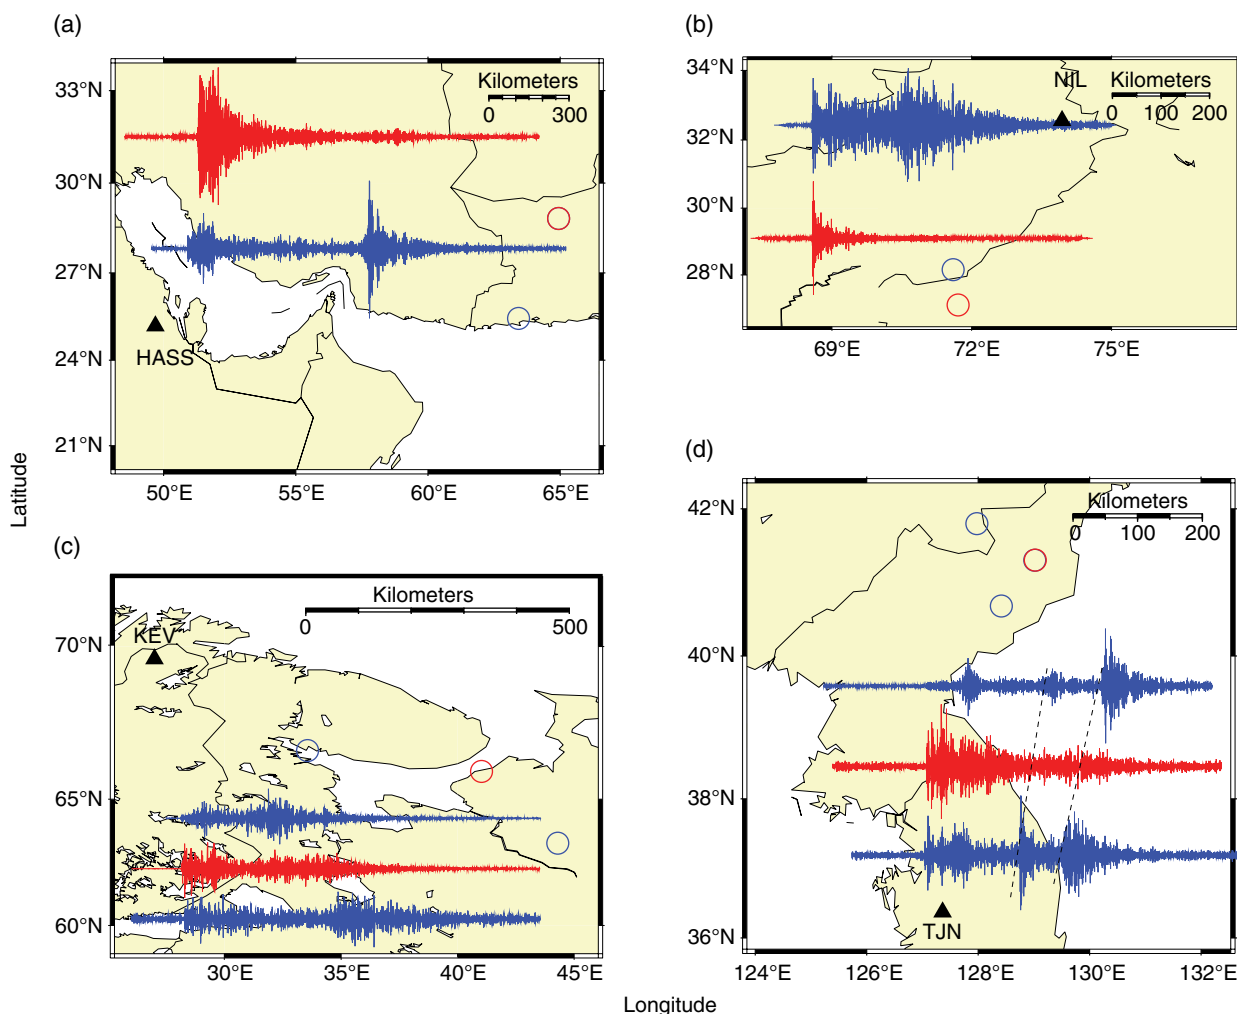 (a)
Kilometers
0 300
33°N
30°N
27°N
24°N
21°N
HASS
50°E 55°E 60°E 65°E
(b)
NIL
Kilometers
0 100 200
34°N
32°N
30°N
28°N
69°E 72°E 75°E
Latitude
(c)
Kilometers
0 500
KEV
70°N
65°N
60°N
30°E 35°E 40°E 45°E
(d)
Kilometers
0 100 200
42°N
40°N
38°N
36°N
TJN
124°E 126°E 128°E 130°E 132°E
Longitude